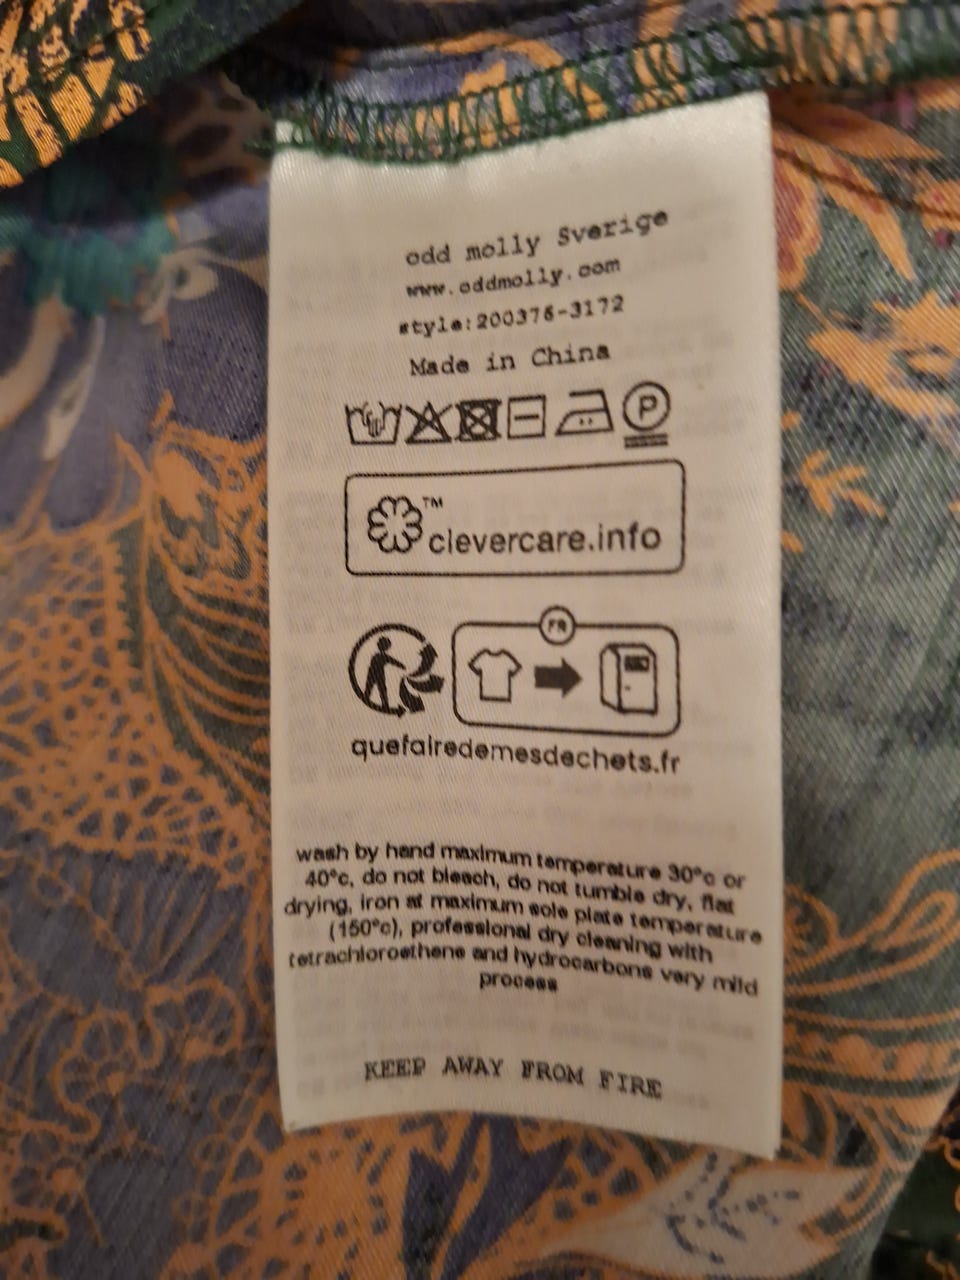 odd molly Sverige
www.oddmolly.com
style:200376-3172
Made in China
P
™
clevercare.info
FR
quefairedemesdechets.fr
wash by hand maximum temperature 30°c or
40°c, do not bleach, do not tumble dry, flat
drying, iron at maximum sole plate temperature
(150°c), professional dry cleaning with
tetrachloroethene and hydrocarbons very mild
process
KEEP AWAY FROM FIRE